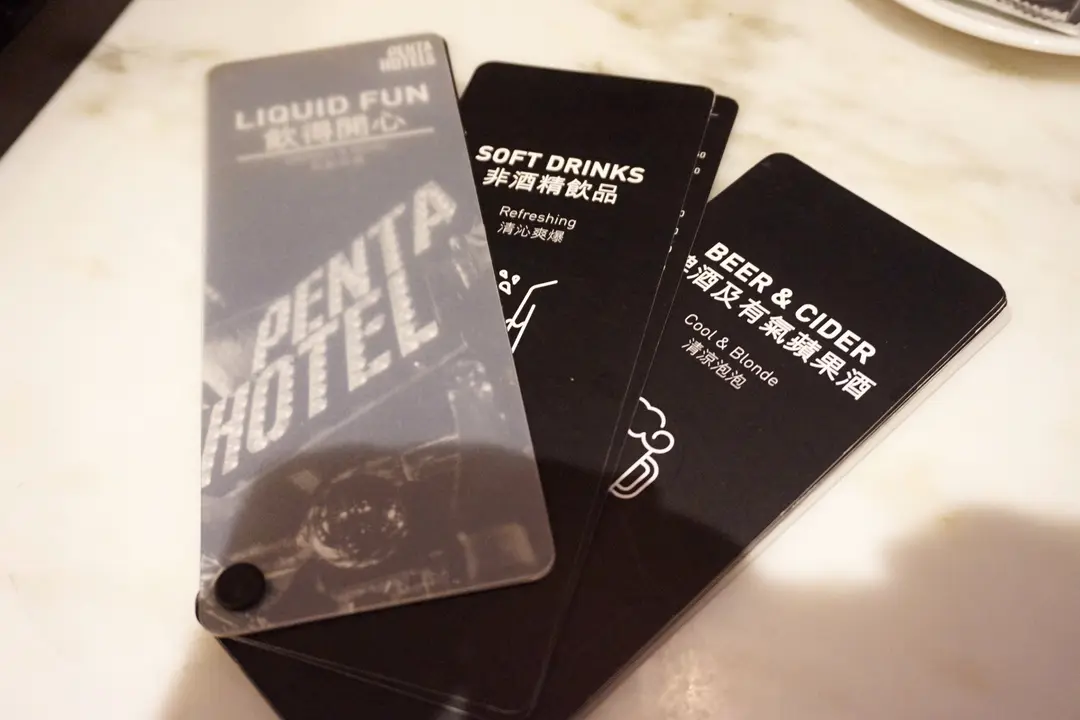 PENTA
HOTELS
LIQUID FUN
飲得開心
PENTA
HOTEL
SOFT DRINKS
非酒精飲品
Refreshing
清沁爽爆
BEER & CIDER
啤酒及有氣蘋果酒
Cool & Blonde
清涼泡泡